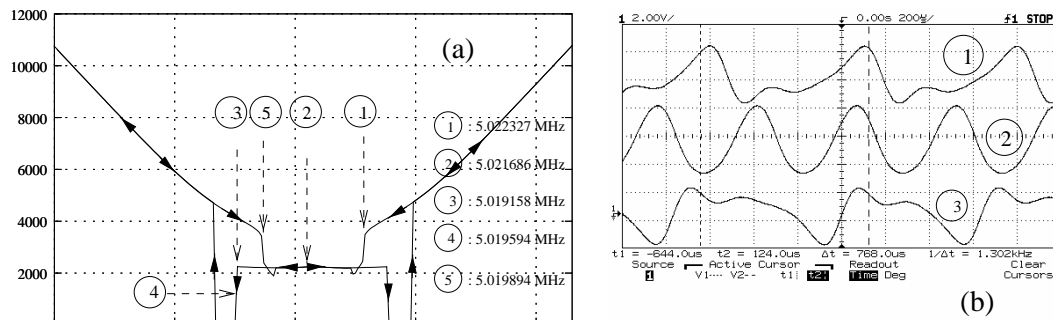 12000
10000
8000
6000
4000
2000
(a)
3 5 2 1
4
1 : 5.022327 MHz
2 : 5.021686 MHz
3 : 5.019158 MHz
4 : 5.019594 MHz
5 : 5.019894 MHz
1 2.00V/ 0.00s 200µ/ f1 STOP
1
2
3
1
t1 = -644.0us t2 = 124.0us Δt = 768.0us 1/Δt = 1.302kHz
Source Active Cursor Readout Clear
1 V1 V2 t1 t2 Time Deg Cursors
(b)